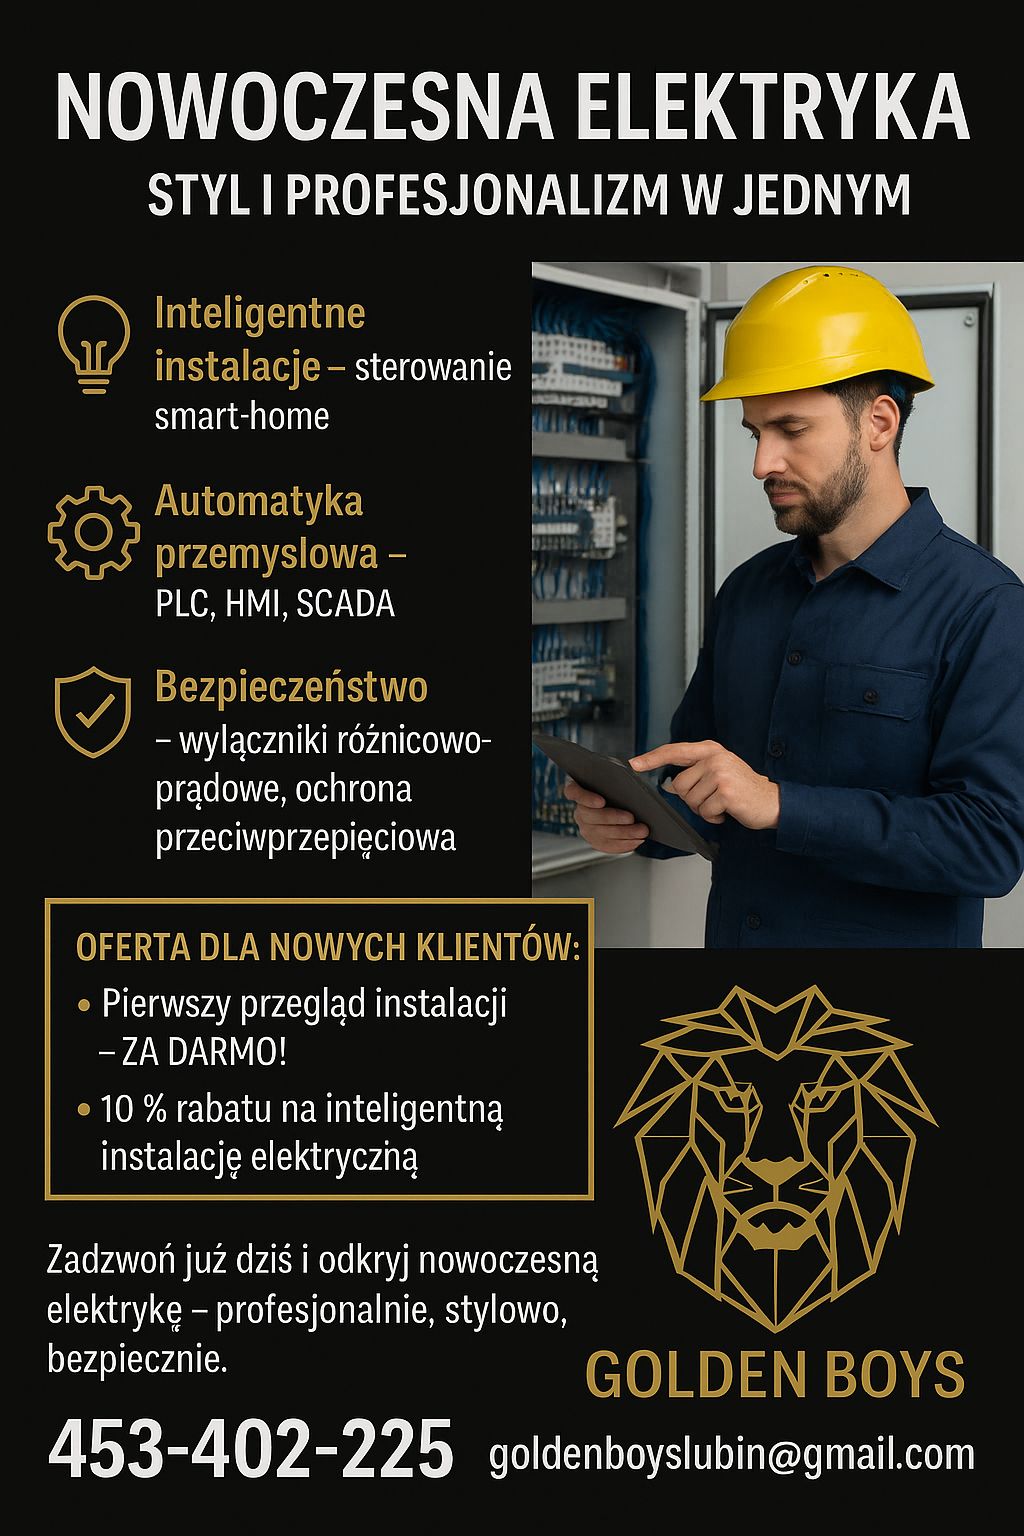 NOWOCZESNA ELEKTRYKA
STYL I PROFESJONALIZM W JEDNYM
Inteligentne
instalacje – sterowanie
smart-home
Automatyka
przemyslowa –
PLC, HMI, SCADA
Bezpieczeństwo
– wyłączniki różnicowo-
prądowe, ochrona
przeciwprzepięciowa
OFERTA DLA NOWYCH KLIENTÓW:
• Pierwszy przegląd instalacji
– ZA DARMO!
• 10 % rabatu na inteligentną
instalację elektryczną
Zadzwoń już dziś i odkryj nowoczesną
elektrykę – profesjonalnie, stylowo,
bezpiecznie.
GOLDEN BOYS
453-402-225
goldenboyslubin@gmail.com